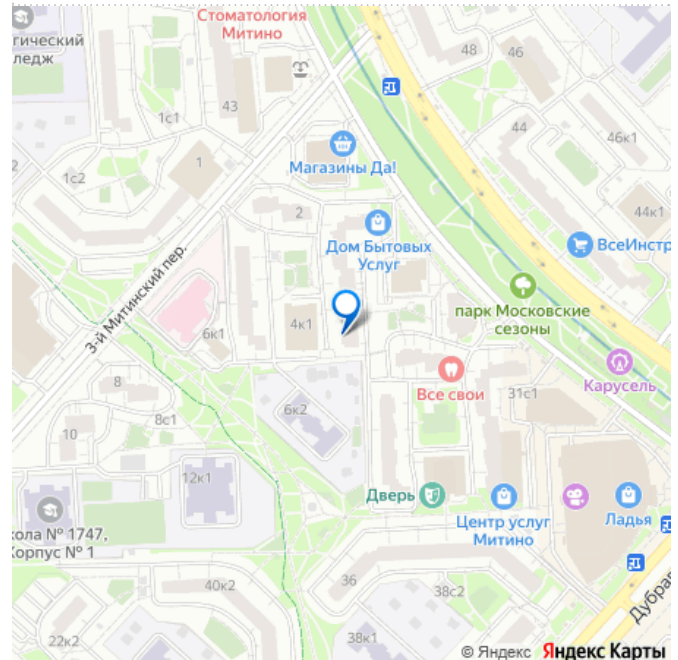 Стоматология
Митино
гический
ледж
48
46
43
1с1
44
46к1
1
Магазины Да!
1с2
2
44к1
Дом Бытовых
Услуг
ВсеИнстр
3-й Митинский пер.
парк Московские
сезоны
4к1
6к1
Карусель
8
Все свои
31с1
6к2
8с1
10
12к1
Дверь
Центр услуг
Митино
Ладья
кола № 1747,
Корпус № 1
40к2
36
38с2
Дубрав
22к2
38к1
© Яндекс Яндекс Карты